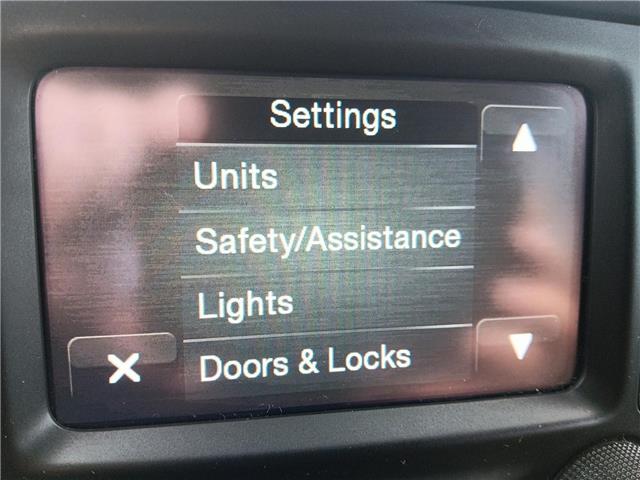 Settings
Units
Safety/Assistance
Lights
Doors & Locks